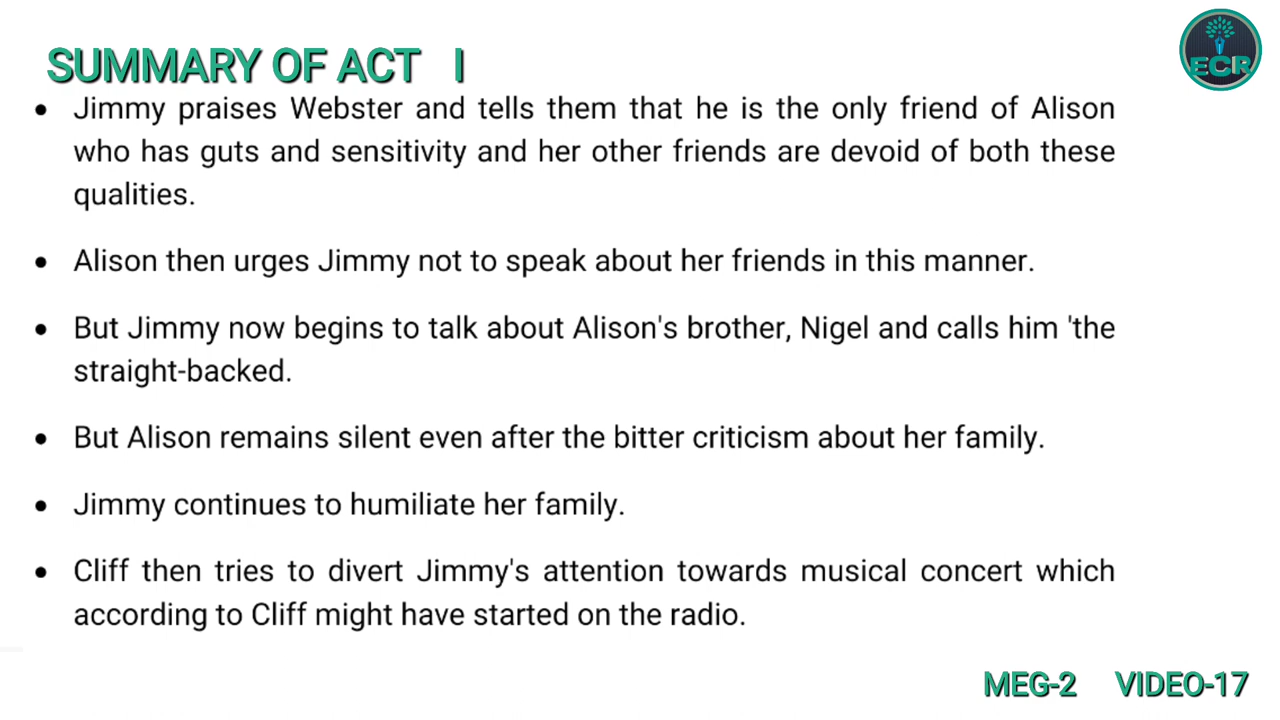 SUMMARY OF ACT I
ECR
• Jimmy praises Webster and tells them that he is the only friend of Alison
who has guts and sensitivity and her other friends are devoid of both these
qualities.
• Alison then urges Jimmy not to speak about her friends in this manner.
• But Jimmy now begins to talk about Alison's brother, Nigel and calls him 'the
straight-backed.
• But Alison remains silent even after the bitter criticism about her family.
• Jimmy continues to humiliate her family.
• Cliff then tries to divert Jimmy's attention towards musical concert which
according to Cliff might have started on the radio.
MEG-2 VIDEO-17